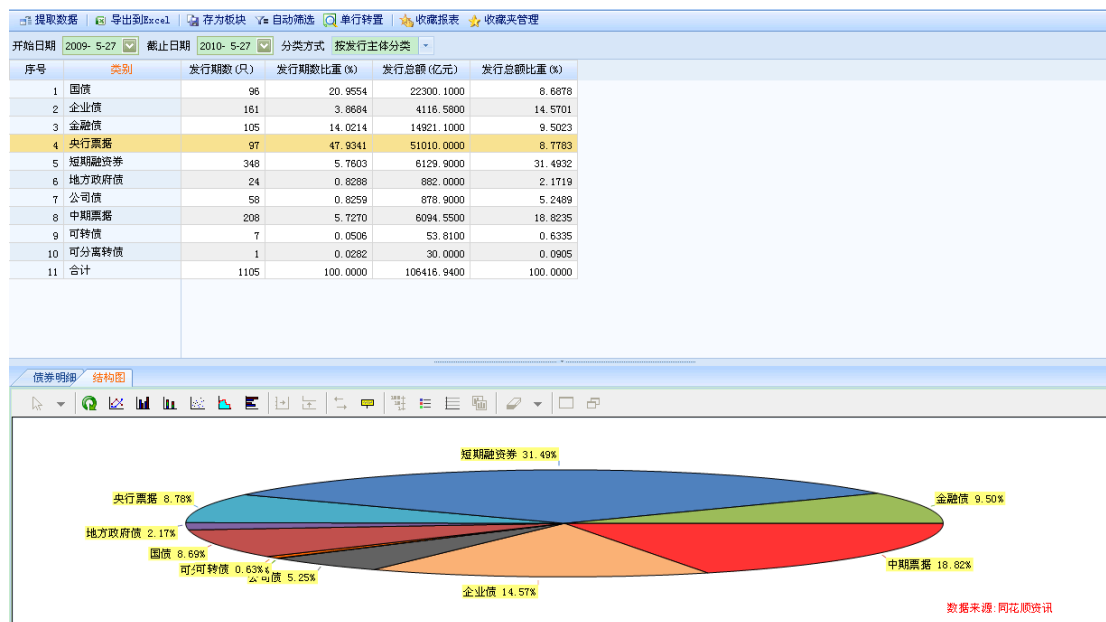 提取数据 导出到Excel 存为板块 自动筛选 单行转置 收藏报表 收藏夹管理
开始日期 2009- 5-27 截止日期 2010- 5-27 分类方式 按发行主体分类
序号 类别 发行期数(只) 发行期数比重(%) 发行总额(亿元) 发行总额比重(%)
1 国债 96 20.9554 22300.1000 8.6878
2 企业债 161 3.8684 4116.5800 14.5701
3 金融债 105 14.0214 14921.1000 9.5023
4 央行票据 97 47.9341 51010.0000 8.7783
5 短期融资券 348 5.7603 6129.9000 31.4932
6 地方政府债 24 0.8288 882.0000 2.1719
7 公司债 58 0.8259 878.9000 5.2489
8 中期票据 208 5.7270 6094.5500 18.8235
9 可转债 7 0.0506 53.8100 0.6335
10 可分离转债 1 0.0282 30.0000 0.0905
11 合计 1105 100.0000 106416.9400 100.0000
债券明细 结构图
短期融资券 31.49%
央行票据 8.78%
金融债 9.50%
地方政府债 2.17%
国债 8.69%
可转债 0.63%
公司债 5.25%
中期票据 18.82%
企业债 14.57%
数据来源:同花顺资讯